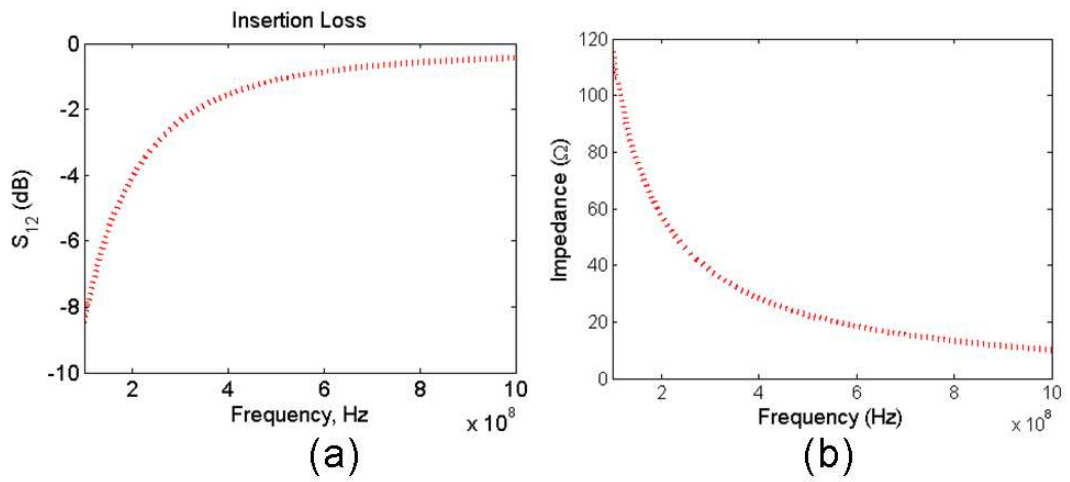 Insertion Loss
0
-2
-4
-6
-8
-10
S12 (dB)
2
4
6
8
10
Frequency, Hz
x 10^8
(a)
120
100
80
60
40
20
0
Impedance (Ω)
2
4
6
8
10
Frequency (Hz)
x 10^8
(b)